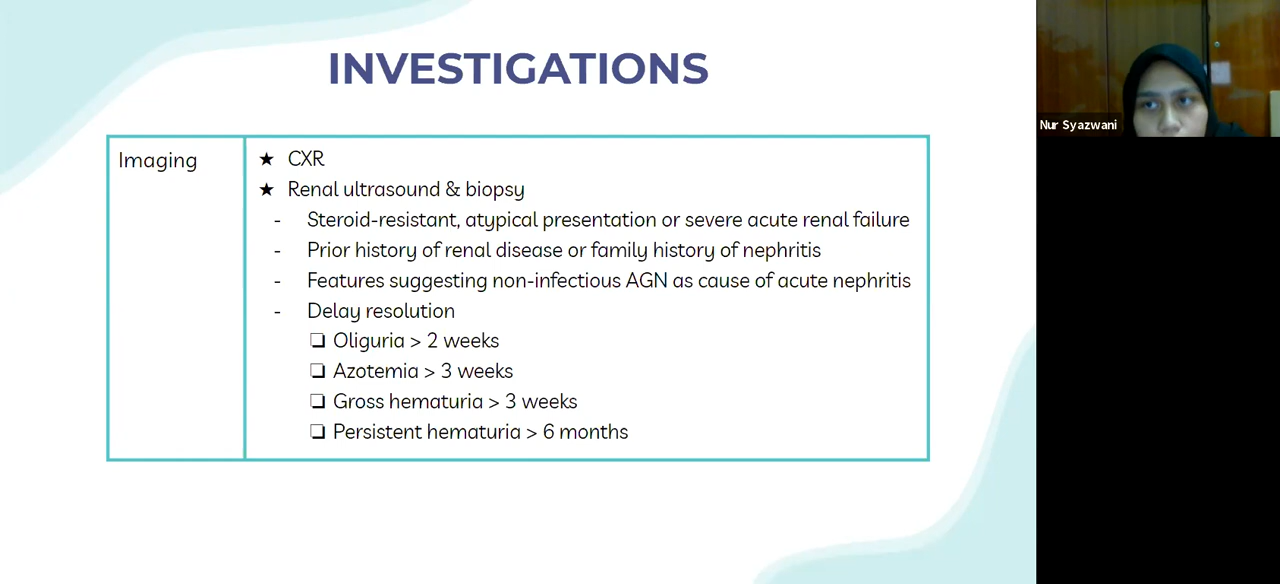 INVESTIGATIONS
Imaging
★ CXR
★ Renal ultrasound & biopsy
- Steroid-resistant, atypical presentation or severe acute renal failure
- Prior history of renal disease or family history of nephritis
- Features suggesting non-infectious AGN as cause of acute nephritis
- Delay resolution
❏ Oliguria > 2 weeks
❏ Azotemia > 3 weeks
❏ Gross hematuria > 3 weeks
❏ Persistent hematuria > 6 months
Nur Syazwani